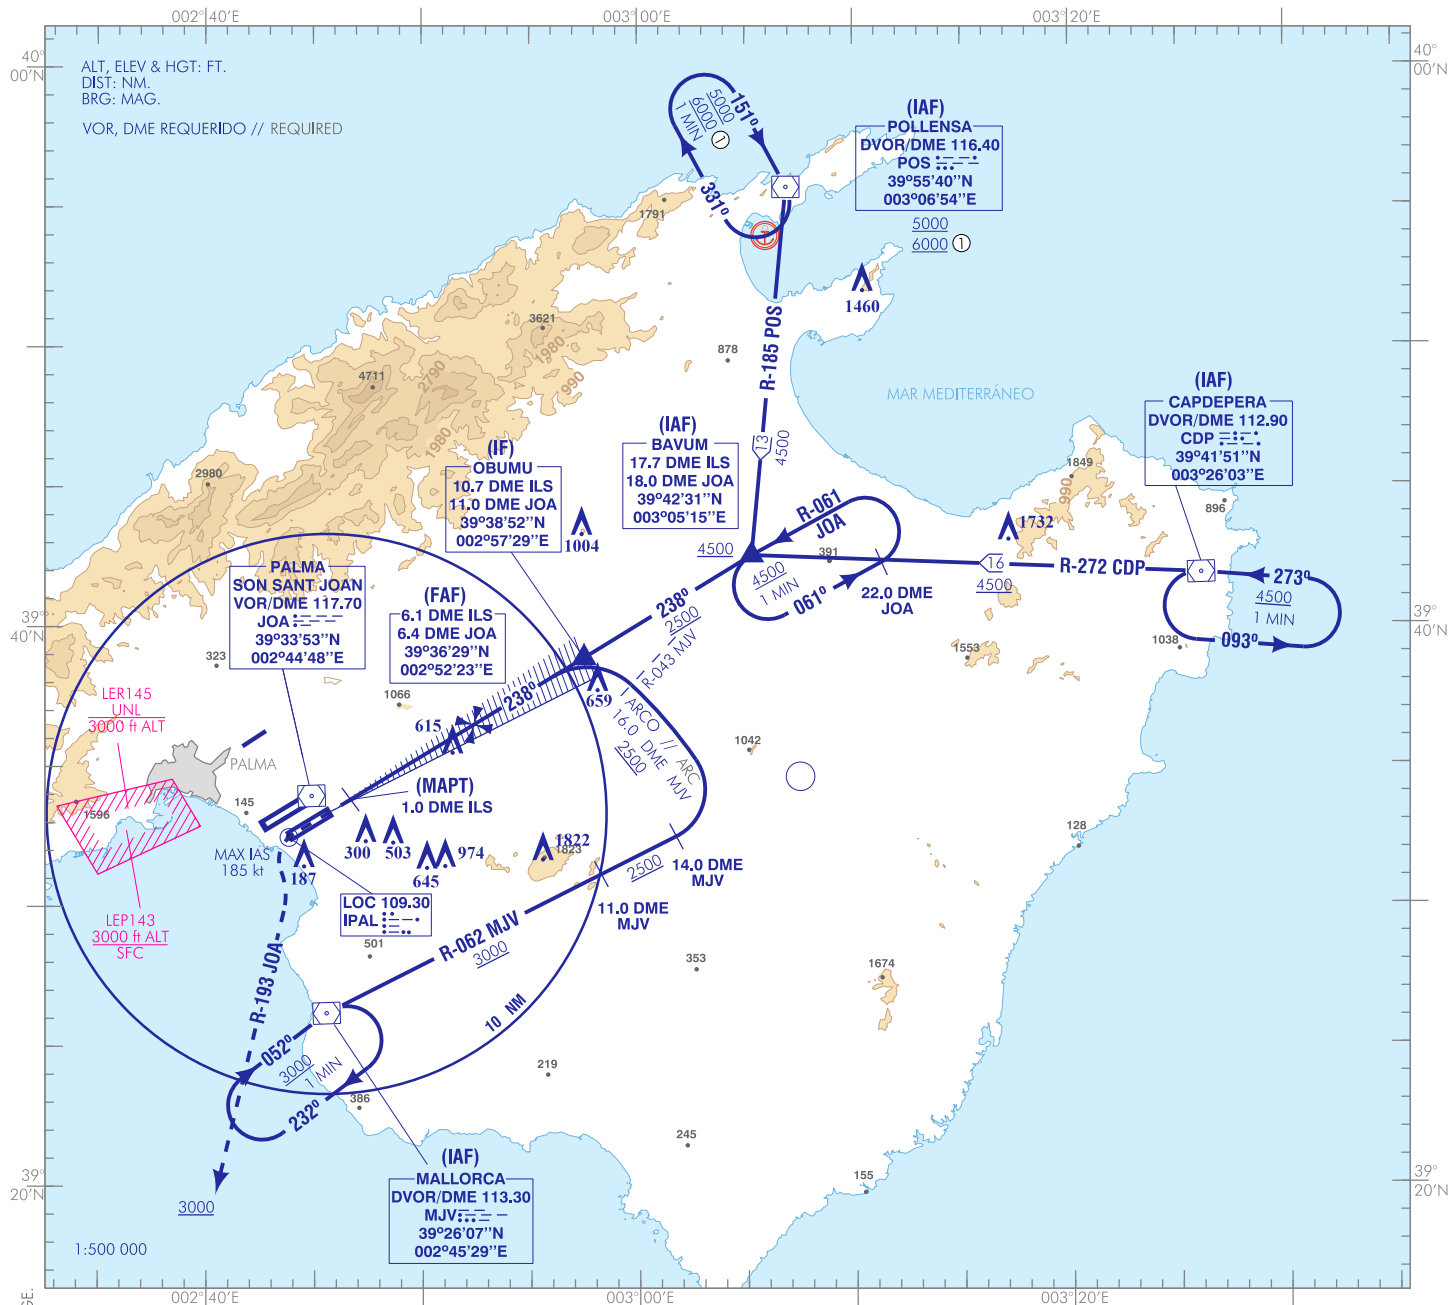 002°40'E
003°00'E
003°20'E
40°
00'N
40°
00'N
ALT, ELEV & HGT: FT.
DIST: NM.
BRG: MAG.
VOR, DME REQUERIDO // REQUIRED
5000
6000
1 MIN
1
151°
331°
(IAF)
POLLENSA
DVOR/DME 116.40
POS
39°55'40''N
003°06'54''E
5000
6000 1
1791
1460
3621
1980
2790
990
4711
1980
2980
878
R-185 POS
13
4500
MAR MEDITERRÁNEO
(IAF)
CAPDEPERA
DVOR/DME 112.90
CDP
39°41'51''N
003°26'03''E
(IAF)
BAVUM
17.7 DME ILS
18.0 DME JOA
39°42'31''N
003°05'15''E
(IF)
OBUMU
10.7 DME ILS
11.0 DME JOA
39°38'52''N
002°57'29''E
1004
1849
990
1732
896
R-061
JOA
391
4500
4500
1 MIN
061°
22.0 DME
JOA
16
4500
R-272 CDP
273°
4500
1 MIN
093°
1038
1553
PALMA
SON SANT JOAN
VOR/DME 117.70
JOA
39°33'53''N
002°44'48''E
(FAF)
6.1 DME ILS
6.4 DME JOA
39°36'29''N
002°52'23''E
238°
2500
R-043 MJV
39°
40'N
39°
40'N
323
1066
238°
659
615
ARCO // ARC
16.0 DME MJV
2500
1042
LER145
UNL
3000 ft ALT
PALMA
(MAPT)
1.0 DME ILS
1596
145
MAX IAS
185 kt
187
300
503
645
974
1822
1823
128
2500
14.0 DME
MJV
11.0 DME
MJV
LOC 109.30
IPAL
LEP143
3000 ft ALT
SFC
501
R-062 MJV
3000
353
1674
R-193 JOA
10 NM
052°
3000
1 MIN
232°
386
219
245
155
(IAF)
MALLORCA
DVOR/DME 113.30
MJV
39°26'07''N
002°45'29''E
39°
20'N
39°
20'N
3000
1:500 000
002°40'E
003°00'E
003°20'E